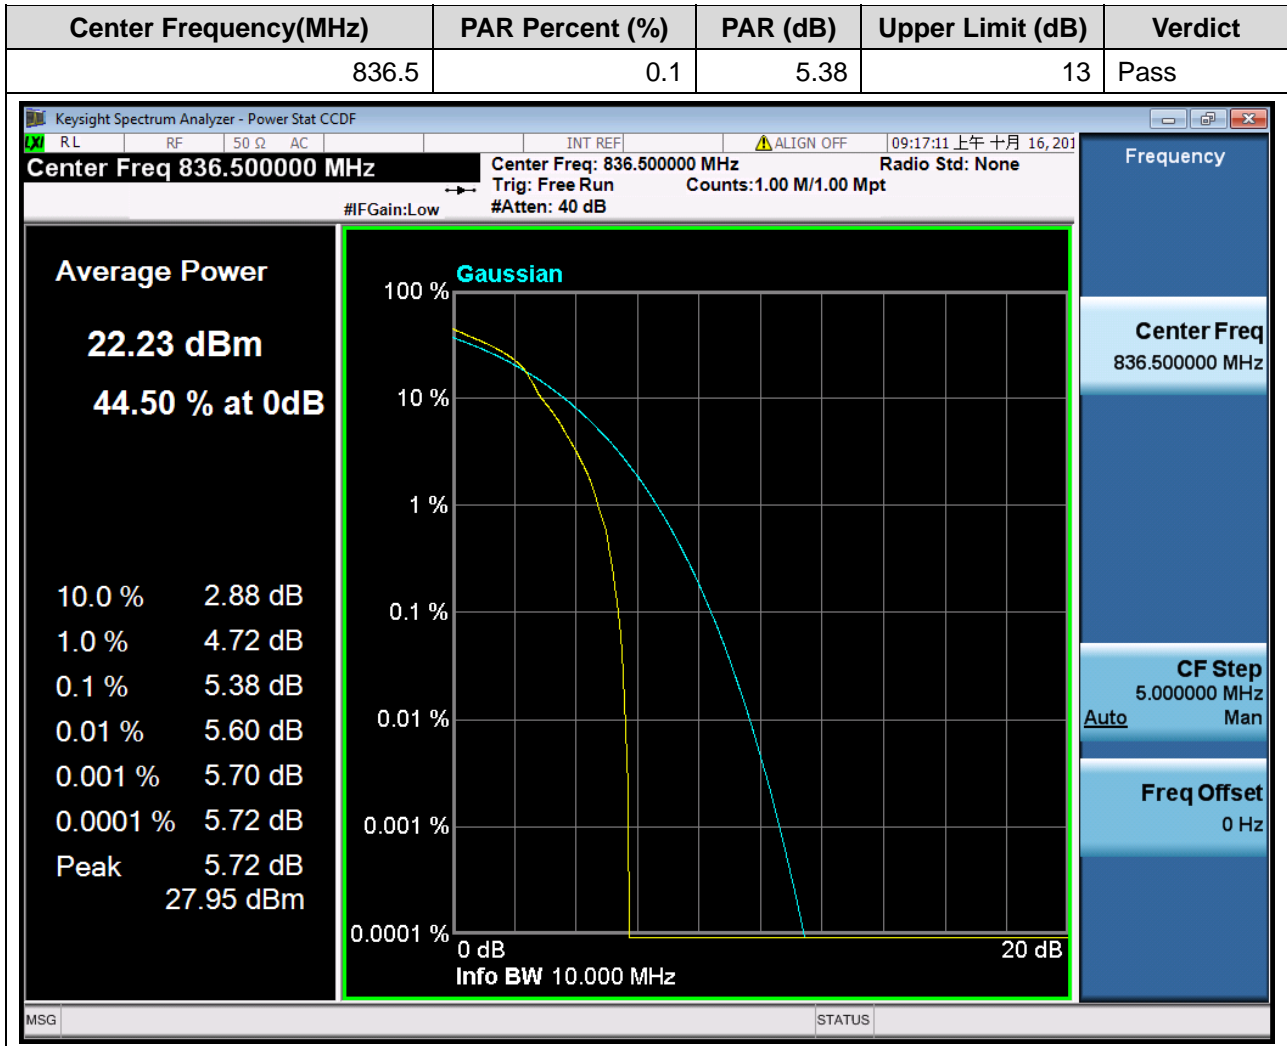 Center Frequency(MHz) PAR Percent (%) PAR (dB) Upper Limit (dB) Verdict
836.5 0.1 5.38 13 Pass
Keysight Spectrum Analyzer - Power Stat CCDF
LXI RL RF 50 Ω AC INT REF ALIGN OFF 09:17:11 上午 十月 16, 201
Center Freq 836.500000 MHz
Center Freq: 836.500000 MHz Radio Std: None
Trig: Free Run Counts:1.00 M/1.00 Mpt
#IFGain:Low #Atten: 40 dB
Frequency
Average Power
22.23 dBm
44.50 % at 0dB
10.0 % 2.88 dB
1.0 % 4.72 dB
0.1 % 5.38 dB
0.01 % 5.60 dB
0.001 % 5.70 dB
0.0001 % 5.72 dB
Peak 5.72 dB
27.95 dBm
Gaussian
100 %
10 %
1 %
0.1 %
0.01 %
0.001 %
0.0001 %
0 dB 20 dB
Info BW 10.000 MHz
Center Freq
836.500000 MHz
CF Step
5.000000 MHz
Auto Man
Freq Offset
0 Hz
MSG STATUS